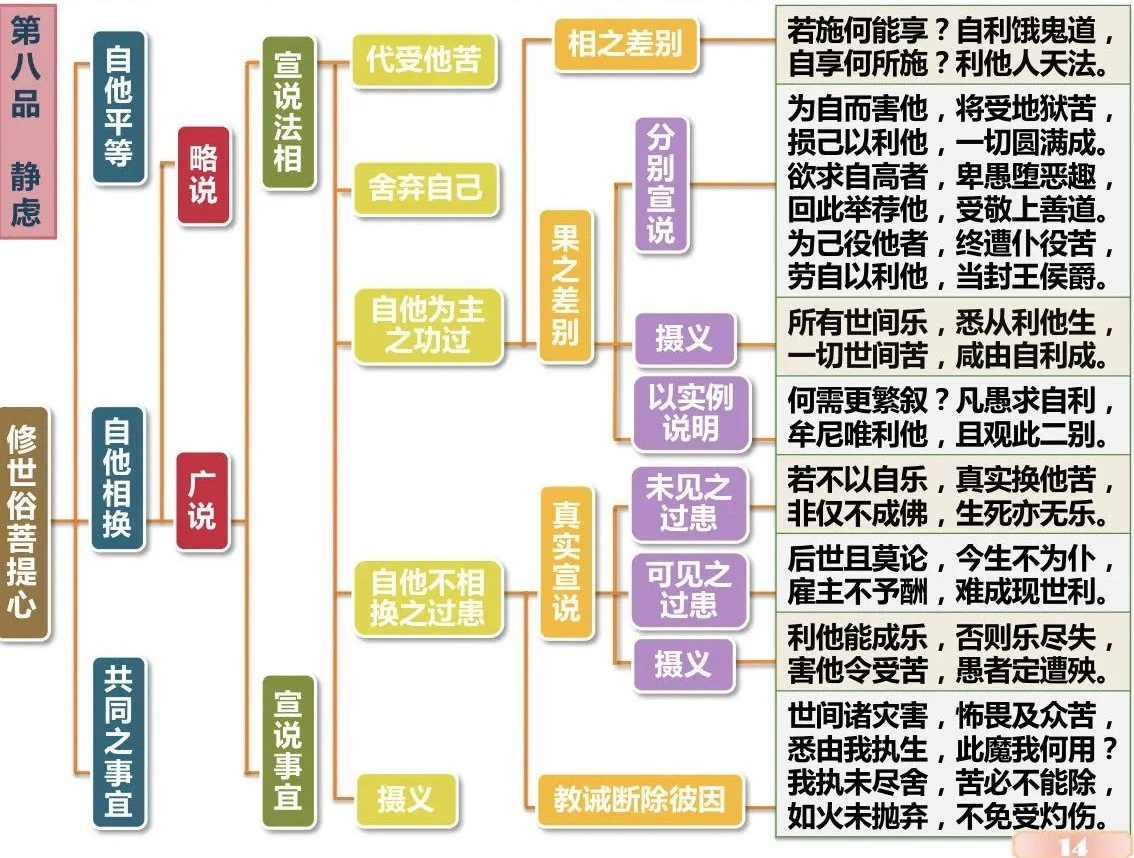 第八品 静虑
修世俗菩提心
自他平等
自他相换
共同之事宜
略说
广说
宣说法相
宣说事宜
代受他苦
舍弃自己
自他为主
之功过
自他不相
换之过患
摄义
相之差别
果之差别
真实宣说
教诫断除彼因
分别宣说
摄义
以实例
说明
未见之
过患
可见之
过患
摄义
若施何能享？自利饿鬼道，
自享何所施？利他人天法。
为自而害他，将受地狱苦，
损己以利他，一切圆满成。
欲求自高者，卑愚堕恶趣，
回此举荐他，受敬上善道。
为己役他者，终遭仆役苦，
劳自以利他，当封王侯爵。
所有世间乐，悉从利他生，
一切世间苦，咸由自利成。
何需更繁叙？凡愚求自利，
牟尼唯利他，且观此二别。
若不以自乐，真实换他苦，
非仅不成佛，生死亦无乐。
后世且莫论，今生不为仆，
雇主不予酬，难成现世利。
利他能成乐，否则乐尽失，
害他令受苦，愚者定遭殃。
世间诸灾害，怖畏及众苦，
悉由我执生，此魔我何用？
我执未尽舍，苦必不能除，
如火未抛弃，不免受灼伤。
14